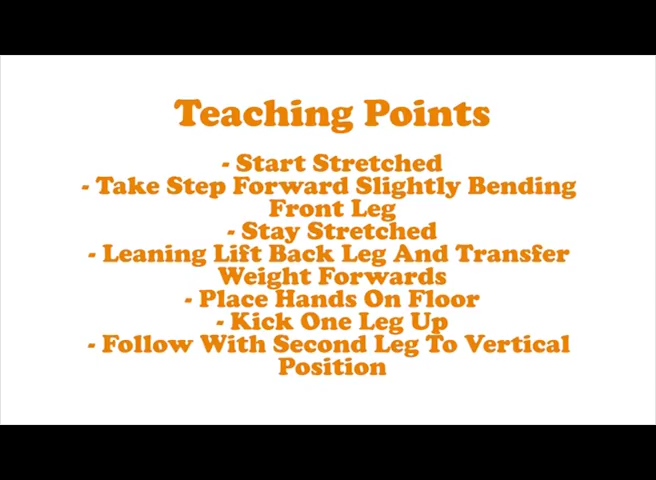 Teaching Points
- Start Stretched
- Take Step Forward Slightly Bending
Front Leg
- Stay Stretched
- Leaning Lift Back Leg And Transfer
Weight Forwards
- Place Hands On Floor
- Kick One Leg Up
- Follow With Second Leg To Vertical
Position